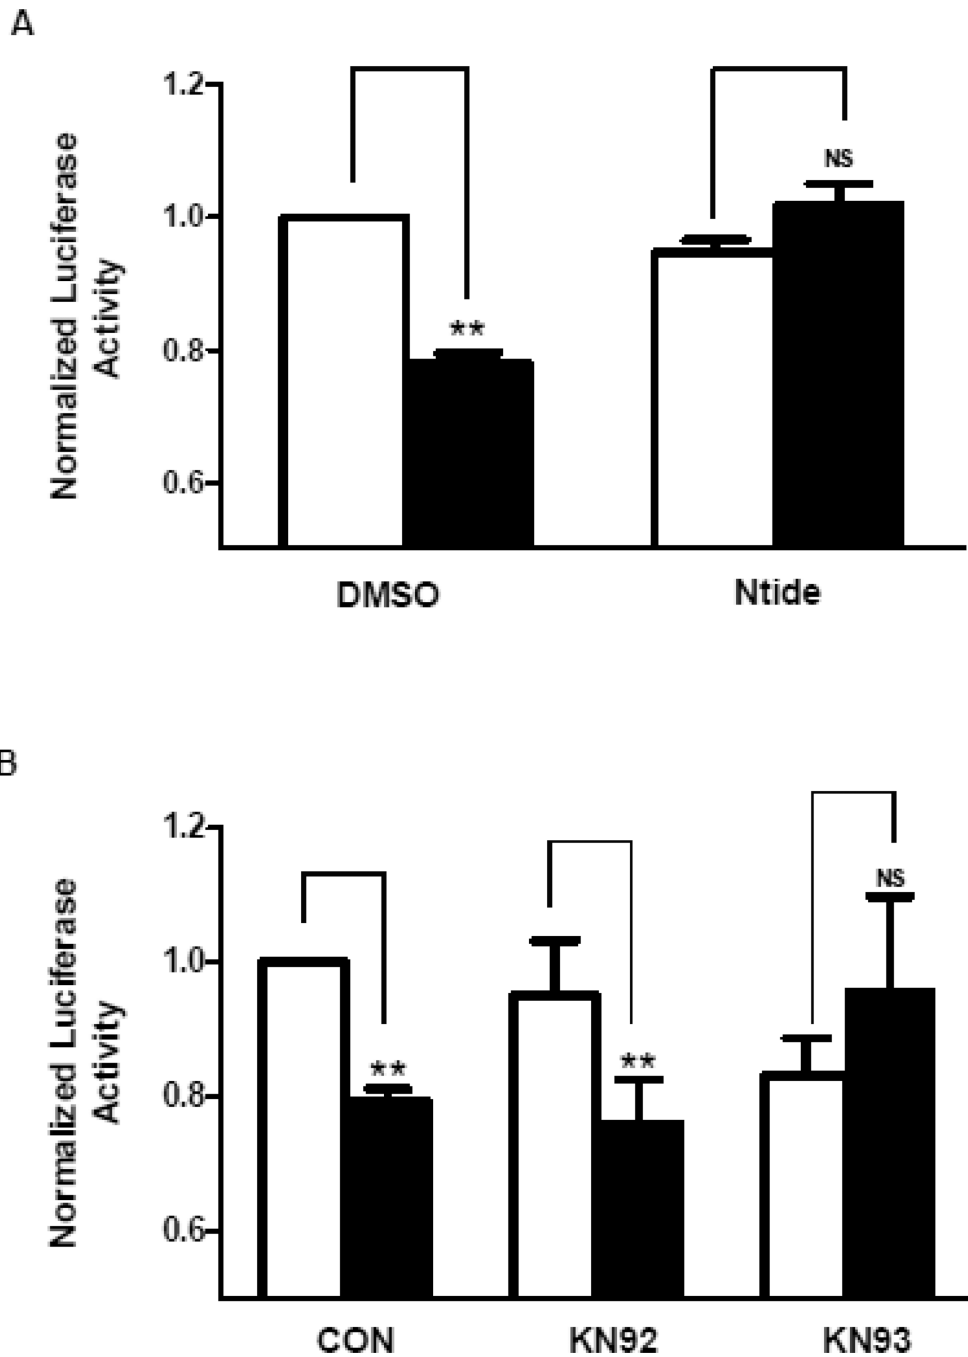 A
Normalized Luciferase
Activity
1.2
1.0
0.8
0.6
**
NS
DMSO
Ntide
B
Normalized Luciferase
Activity
1.2
1.0
0.8
0.6
**
**
NS
CON
KN92
KN93